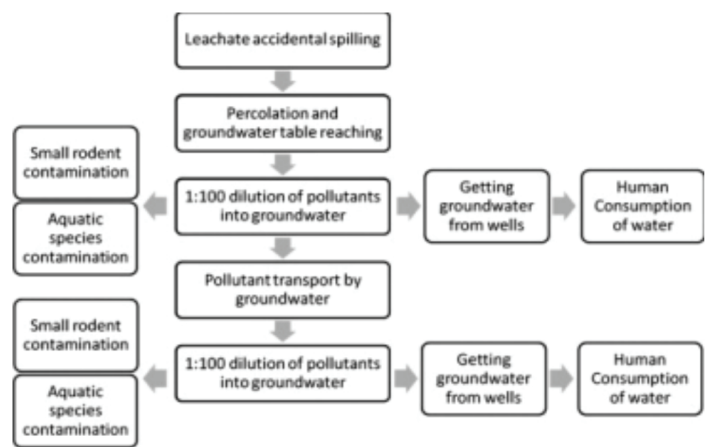 Leachate accidental spilling
Percolation and
groundwater table reaching
Small rodent
contamination
Aquatic
species
contamination
1:100 dilution of pollutants
into groundwater
Getting
groundwater
from wells
Human
Consumption
of water
Pollutant transport by
groundwater
Small rodent
contamination
Aquatic
species
contamination
1:100 dilution of pollutants
into groundwater
Getting
groundwater
from wells
Human
Consumption
of water